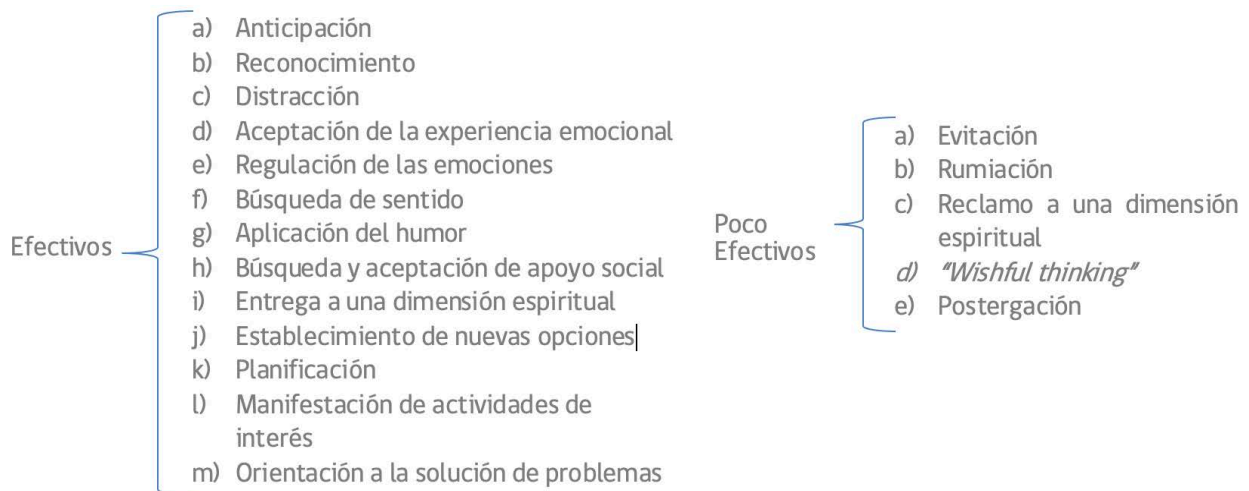 Efectivos
a) Anticipación
b) Reconocimiento
c) Distracción
d) Aceptación de la experiencia emocional
e) Regulación de las emociones
f) Búsqueda de sentido
g) Aplicación del humor
h) Búsqueda y aceptación de apoyo social
i) Entrega a una dimensión espiritual
j) Establecimiento de nuevas opciones
k) Planificación
l) Manifestación de actividades de
interés
m) Orientación a la solución de problemas
Poco
Efectivos
a) Evitación
b) Rumiación
c) Reclamo a una dimensión
espiritual
d) "Wishful thinking"
e) Postergación